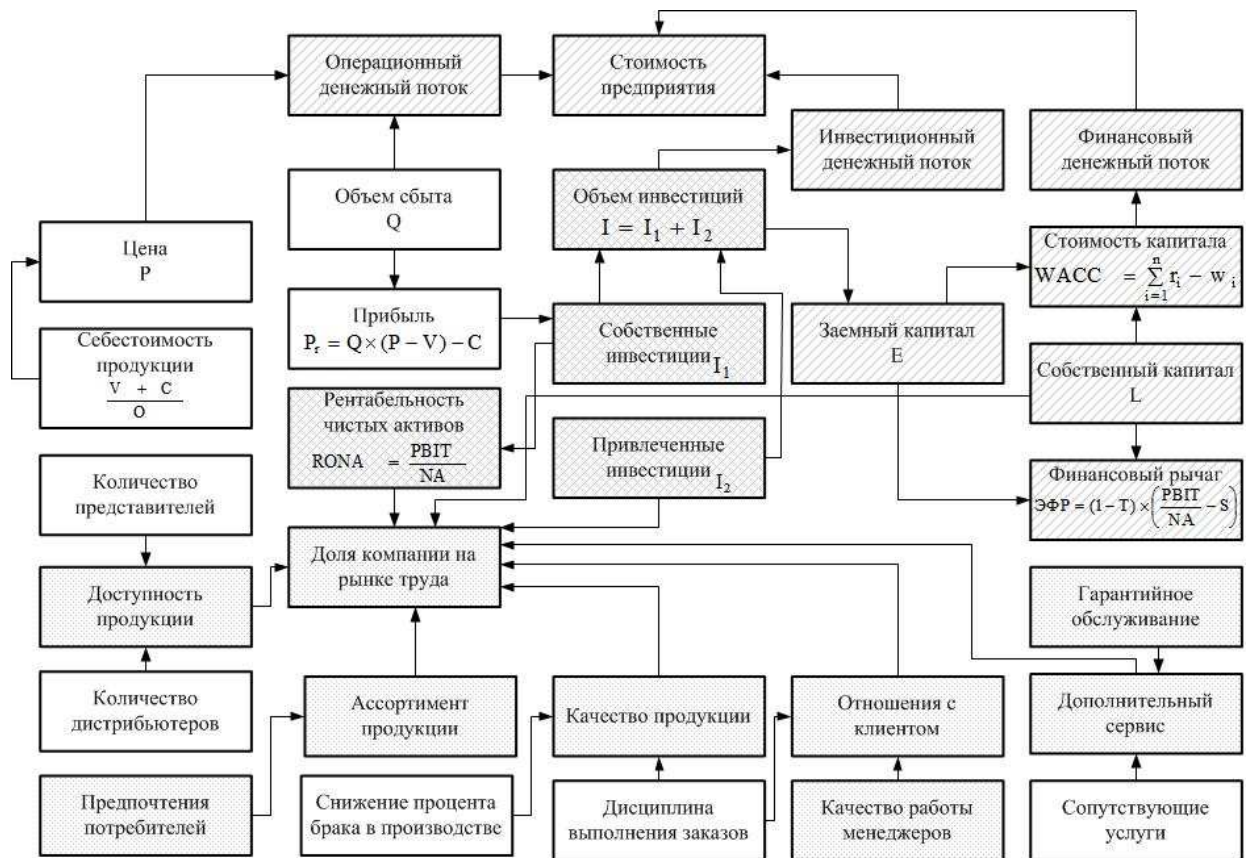 Операционный
денежный поток
Стоимость
предприятия
Инвестиционный
денежный поток
Финансовый
денежный поток
Объем сбыта
Q
Объем инвестиций
I = I₁ + I₂
Цена
P
Стоимость капитала
WACC = n ∑ i=1 rᵢ − wᵢ
Прибыль
Pᵣ = Q×(P − V) − C
Собственные
инвестиции I₁
Заемный капитал
E
Себестоимость
продукции
V + C
O
Собственный капитал
L
Рентабельность
чистых активов
RONA = PBIT
NA
Привлеченные
инвестиции I₂
Количество
представителей
Финансовый рычаг
ЭФР = (1 − T) × (PBIT/NA − S)
Доля компании на
рынке труда
Доступность
продукции
Гарантийное
обслуживание
Количество
дистрибьютеров
Ассортимент
продукции
Качество продукции
Отношения с
клиентом
Дополнительный
сервис
Предпочтения
потребителей
Снижение процента
брака в производстве
Дисциплина
выполнения заказов
Качество работы
менеджеров
Сопутствующие
услуги